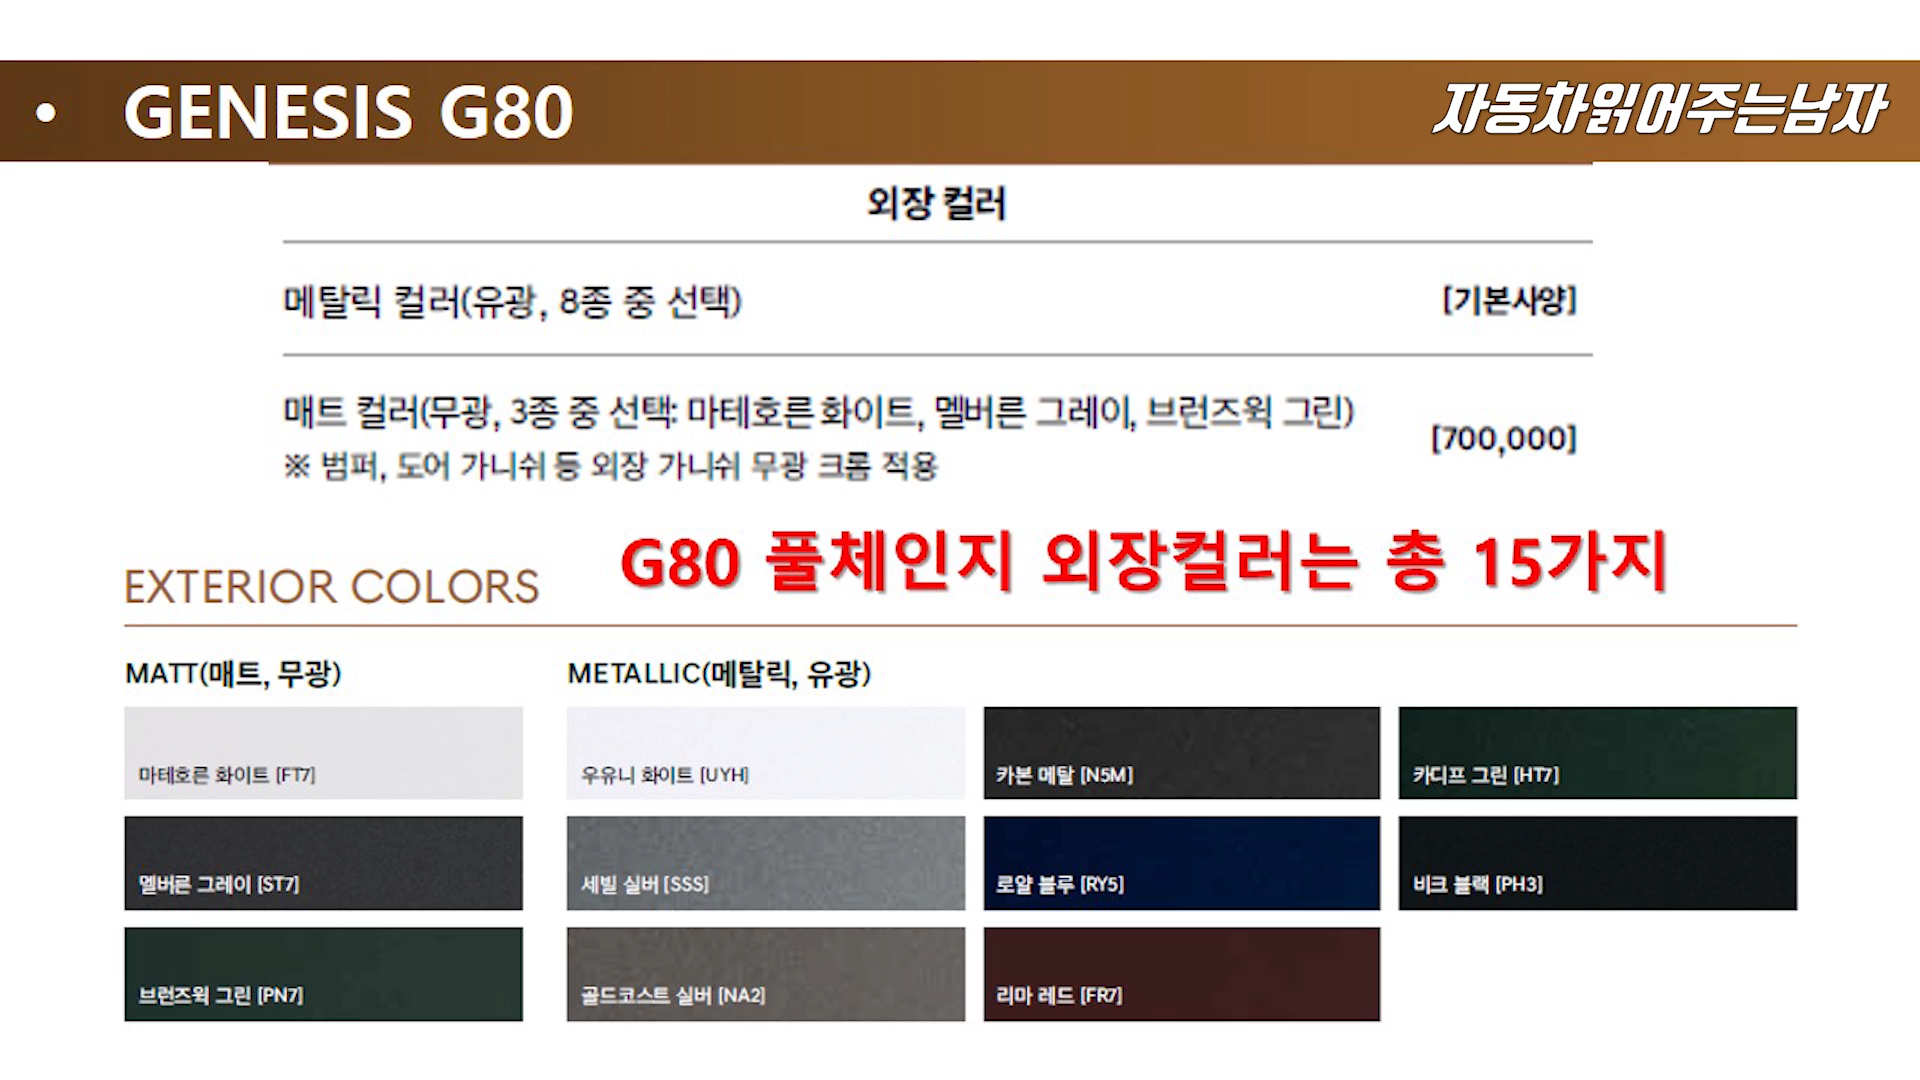 • GENESIS G80
자동차읽어주는남자
외장 컬러
메탈릭 컬러(유광, 8종 중 선택) [기본사양]
매트 컬러(무광, 3종 중 선택: 마테호른 화이트, 멜버른 그레이, 브런즈윅 그린) [700,000]
※ 범퍼, 도어 가니쉬 등 외장 가니쉬 무광 크롬 적용
G80 풀체인지 외장컬러는 총 15가지
EXTERIOR COLORS
MATT(매트, 무광)
METALLIC(메탈릭, 유광)
마테호른 화이트 [FT7]
우유니 화이트 [UYH]
카본 메탈 [N5M]
카디프 그린 [HT7]
멜버른 그레이 [ST7]
세빌 실버 [SSS]
로얄 블루 [RY5]
비크 블랙 [PH3]
브런즈윅 그린 [PN7]
골드코스트 실버 [NA2]
리마 레드 [FR7]